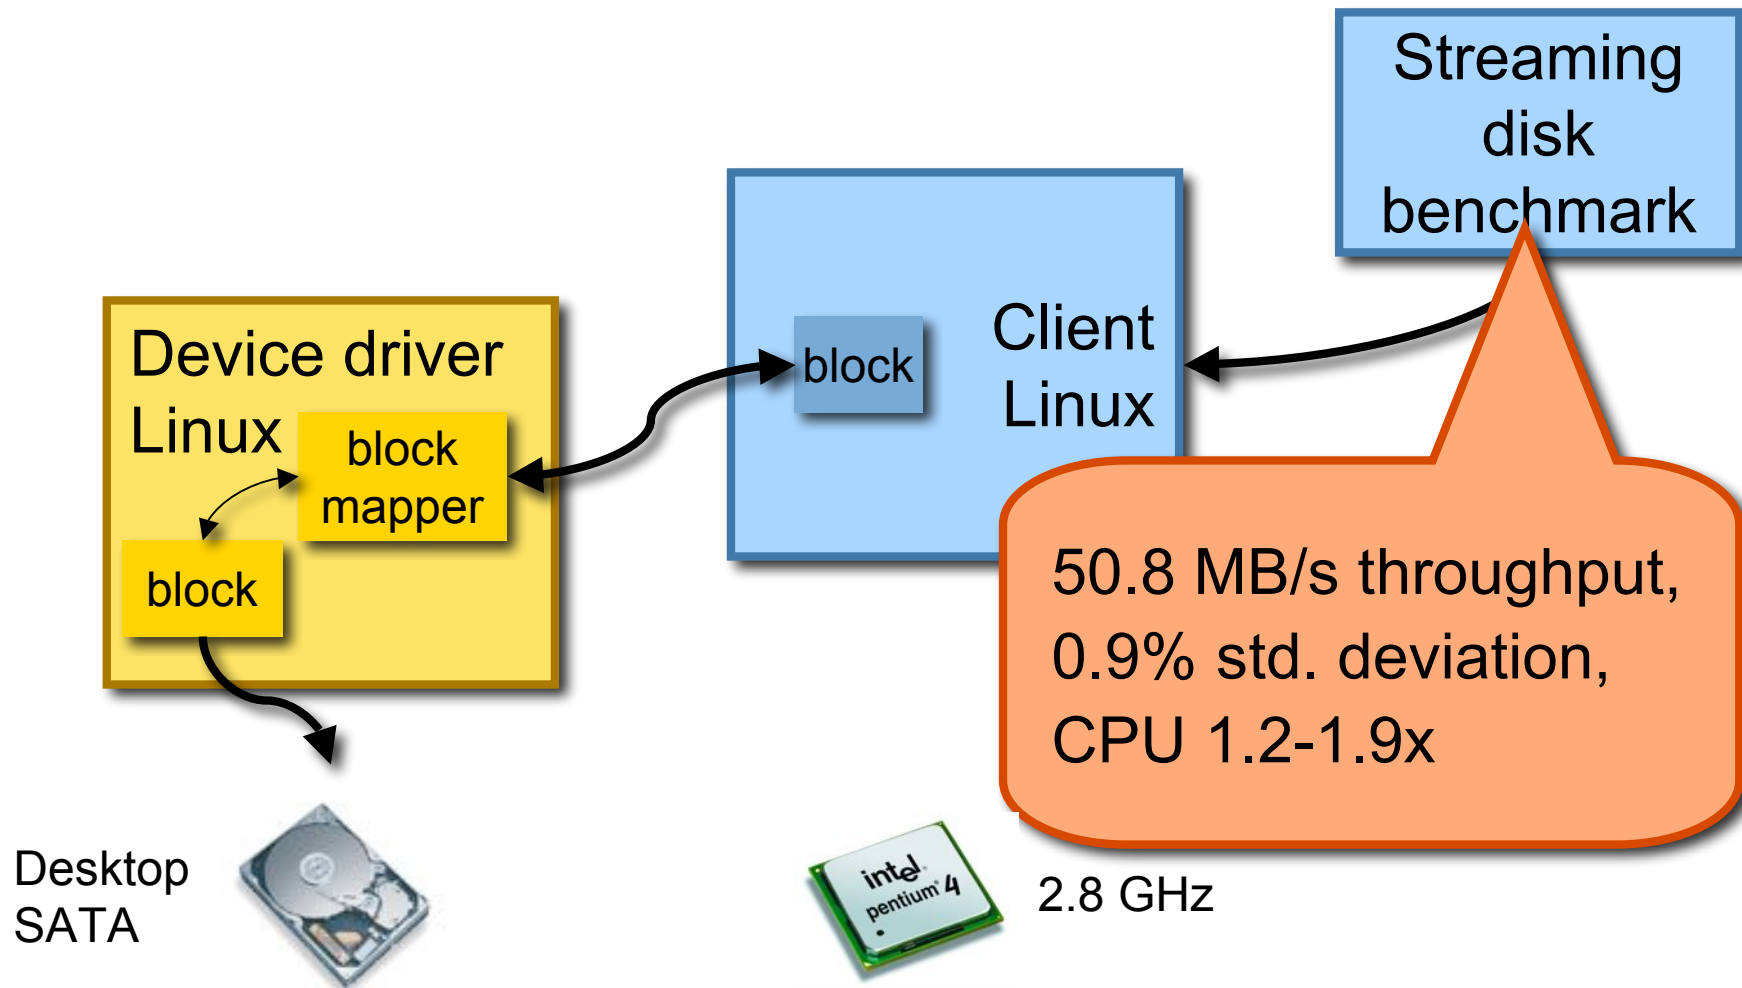 Streaming
disk
benchmark
Client
Linux
block
Device driver
Linux
block
mapper
block
50.8 MB/s throughput,
0.9% std. deviation,
CPU 1.2-1.9x
Desktop
SATA
intel
pentium 4
2.8 GHz